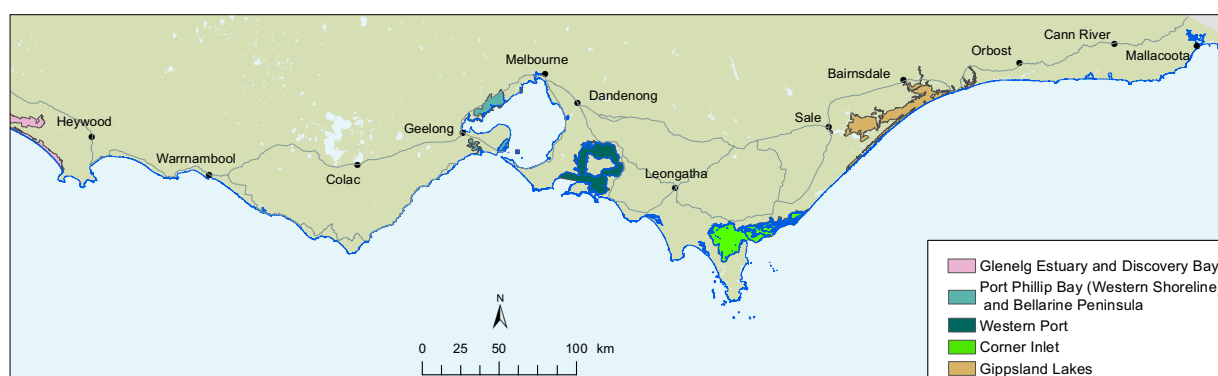 Cann River
Orbost
Mallacoota
Melbourne
Bairnsdale
Dandenong
Heywood
Geelong
Sale
Warrnambool
Colac
Leongatha
N
0 25 50 100 km
Glenelg Estuary and Discovery Bay
Port Phillip Bay (Western Shoreline)
and Bellarine Peninsula
Western Port
Corner Inlet
Gippsland Lakes